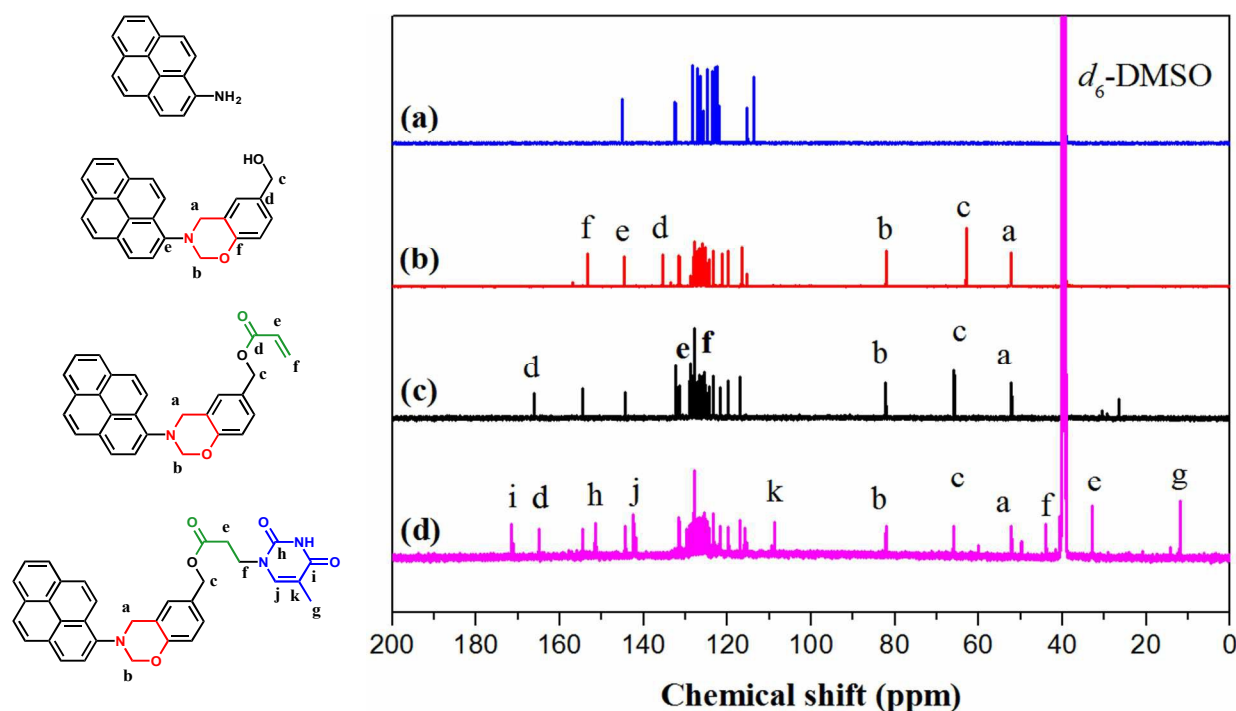 NH2
HO
c
d
a
N
e
f
O
b
O
e
d
O
f
c
a
N
O
b
O
e
O
h
NH
O
N
i
O
c
f
j
k
g
a
N
O
b
d6-DMSO
(a)
f e d b c a
(b)
d e f b c a
(c)
i d h j k b c a f e g
(d)
200 180 160 140 120 100 80 60 40 20 0
Chemical shift (ppm)